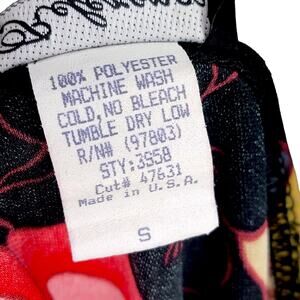 100% POLYESTER
MACHINE WASH
COLD, NO BLEACH
TUMBLE DRY LOW
R/N# (97803)
STY:3558
Cut# 47631
Made in U.S.A.
S